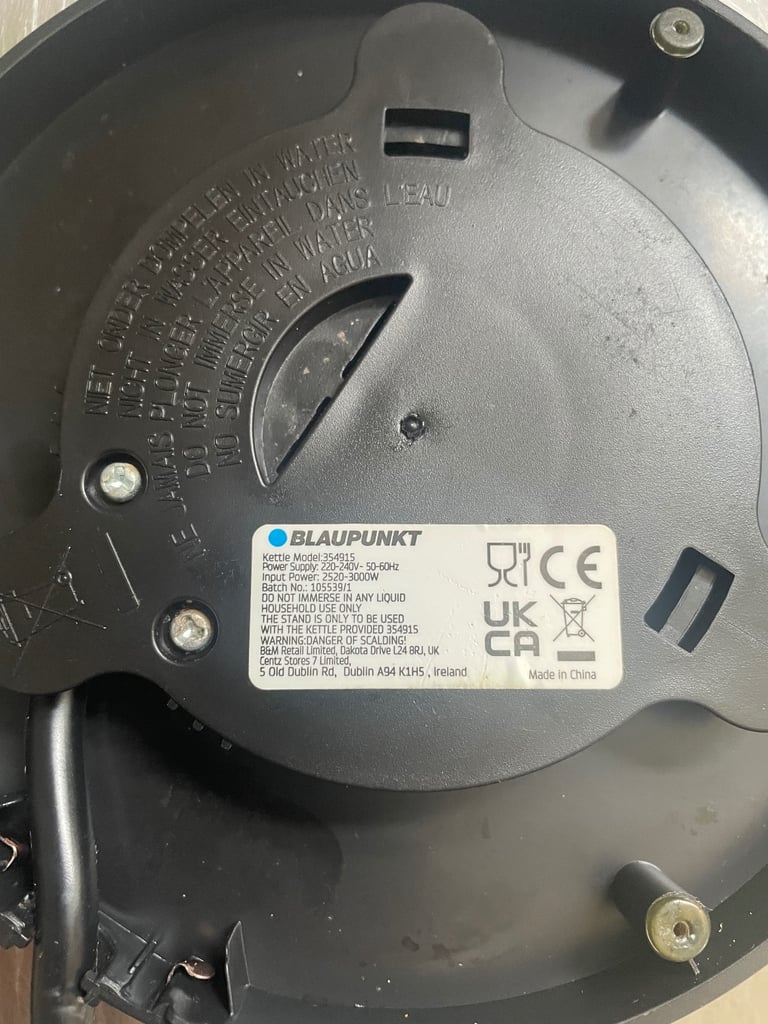 NIET ONDER DOMPELEN IN WATER
NICHT IN WASSER EINTAUCHEN
NE JAMAIS PLONGER L'APPAREIL DANS L'EAU
DO NOT IMMERSE IN WATER
NO SUMERGIR EN AGUA
BLAUPUNKT
Kettle Model:354915
Power Supply: 220-240V~ 50-60Hz
Input Power: 2520-3000W
Batch No.: 105539/1
DO NOT IMMERSE IN ANY LIQUID
HOUSEHOLD USE ONLY
THE STAND IS ONLY TO BE USED
WITH THE KETTLE PROVIDED 354915
WARNING:DANGER OF SCALDING!
B&M Retail Limited, Dakota Drive L24 8RJ, UK
Centz Stores 7 Limited,
5 Old Dublin Rd, Dublin A94 K1H5 , Ireland
CE
UK
CA
Made in China